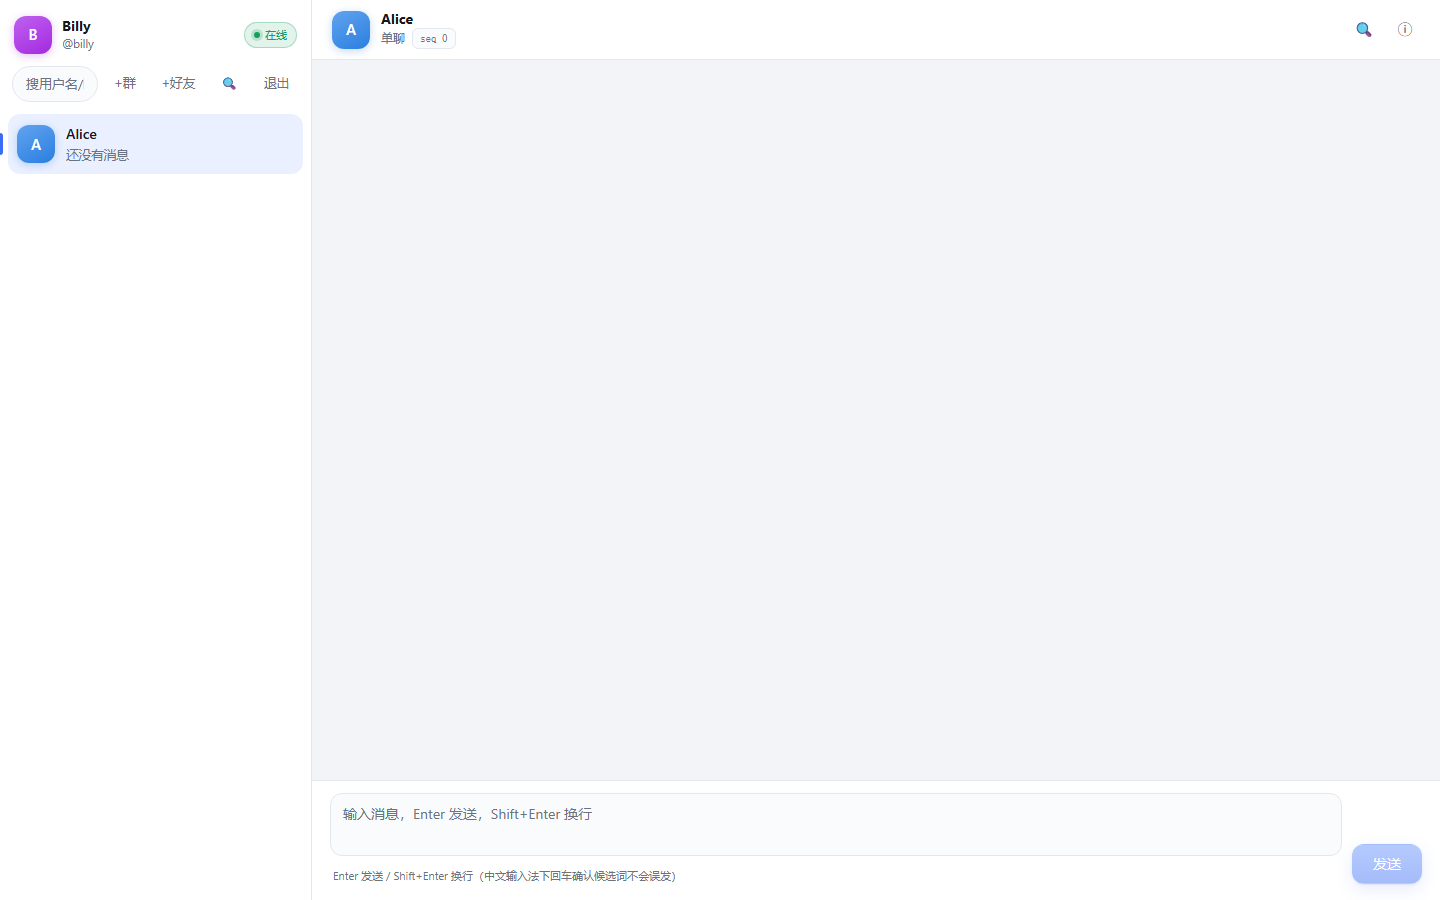 B
Billy
@billy
在线
搜用户名/
+群
+好友
退出
A
Alice
还没有消息
A
Alice
单聊
seq 0
输入消息，Enter 发送，Shift+Enter 换行
Enter 发送 / Shift+Enter 换行（中文输入法下回车确认候选词不会误发）
发送